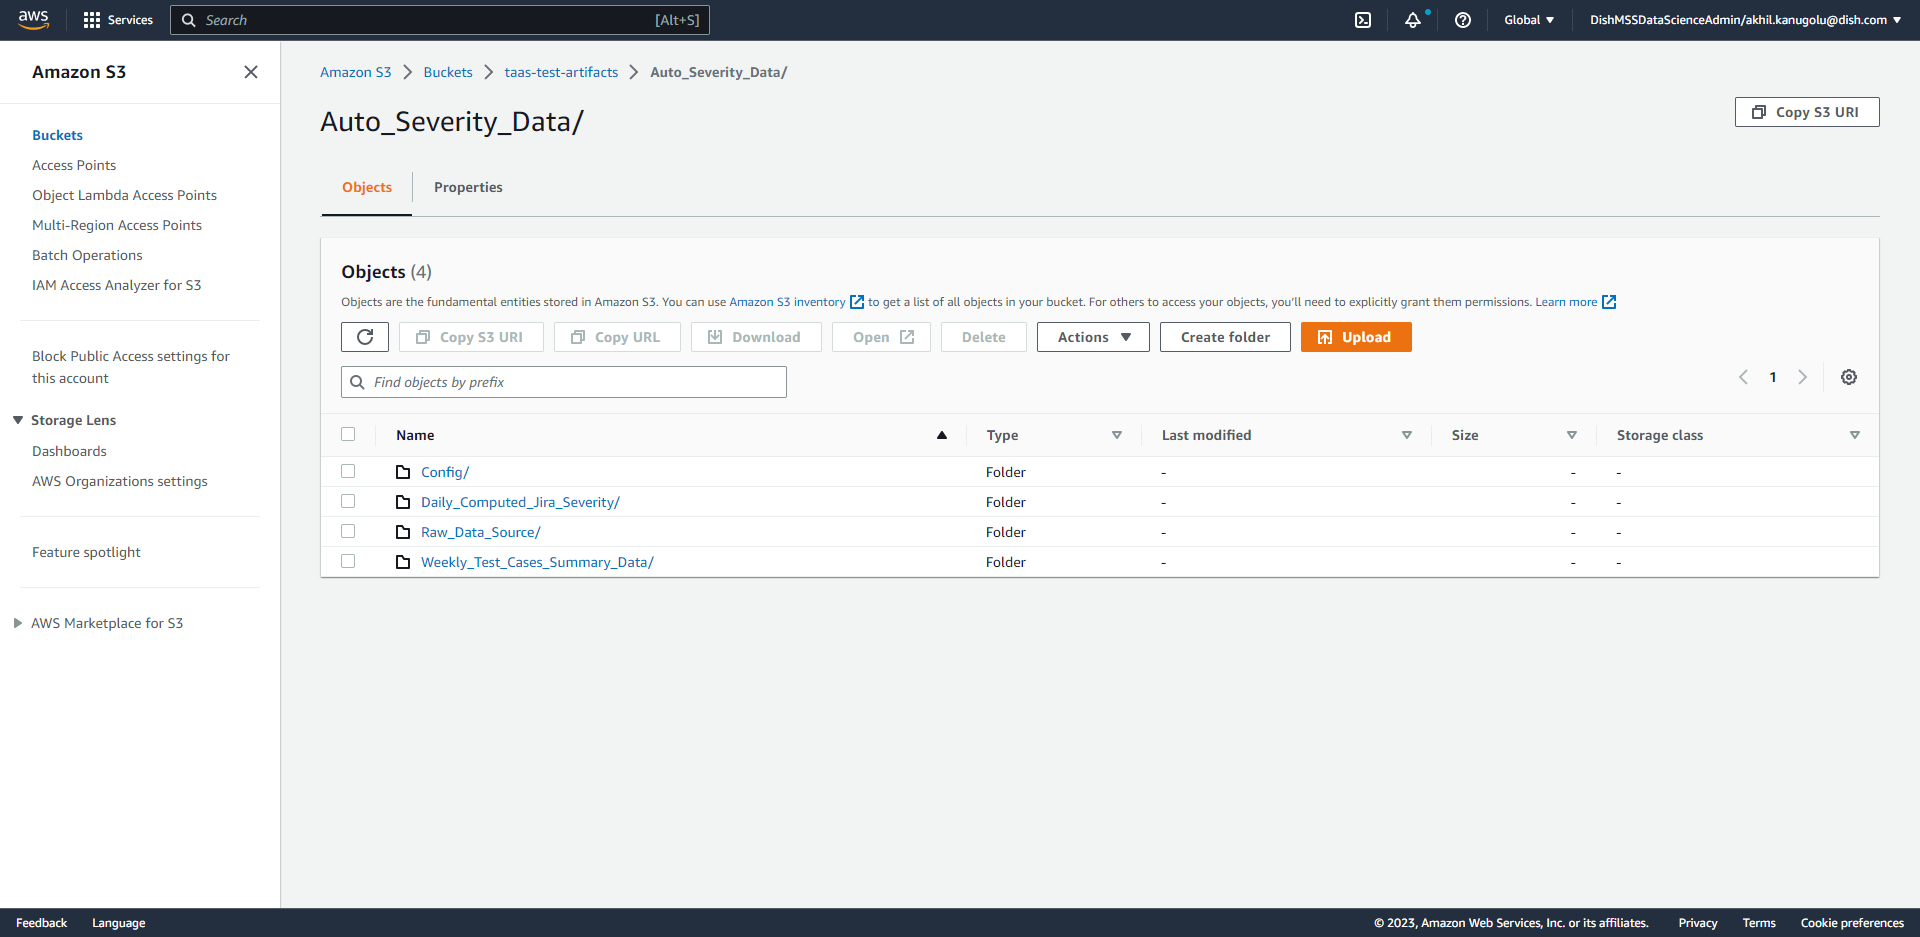 aws Services Search [Alt+S] Global DishMSSDataScienceAdmin/akhil.kanugolu@dish.com
Amazon S3
Buckets
Access Points
Object Lambda Access Points
Multi-Region Access Points
Batch Operations
IAM Access Analyzer for S3
Block Public Access settings for
this account
Storage Lens
Dashboards
AWS Organizations settings
Feature spotlight
AWS Marketplace for S3
Amazon S3 Buckets taas-test-artifacts Auto_Severity_Data/
Auto_Severity_Data/
Copy S3 URI
Objects Properties
Objects (4)
Objects are the fundamental entities stored in Amazon S3. You can use Amazon S3 inventory to get a list of all objects in your bucket. For others to access your objects, you'll need to explicitly grant them permissions. Learn more
Copy S3 URI Copy URL Download Open Delete Actions Create folder Upload
Find objects by prefix
1
Name Type Last modified Size Storage class
Config/ Folder - - -
Daily_Computed_Jira_Severity/ Folder - - -
Raw_Data_Source/ Folder - - -
Weekly_Test_Cases_Summary_Data/ Folder - - -
Feedback Language © 2023, Amazon Web Services, Inc. or its affiliates. Privacy Terms Cookie preferences